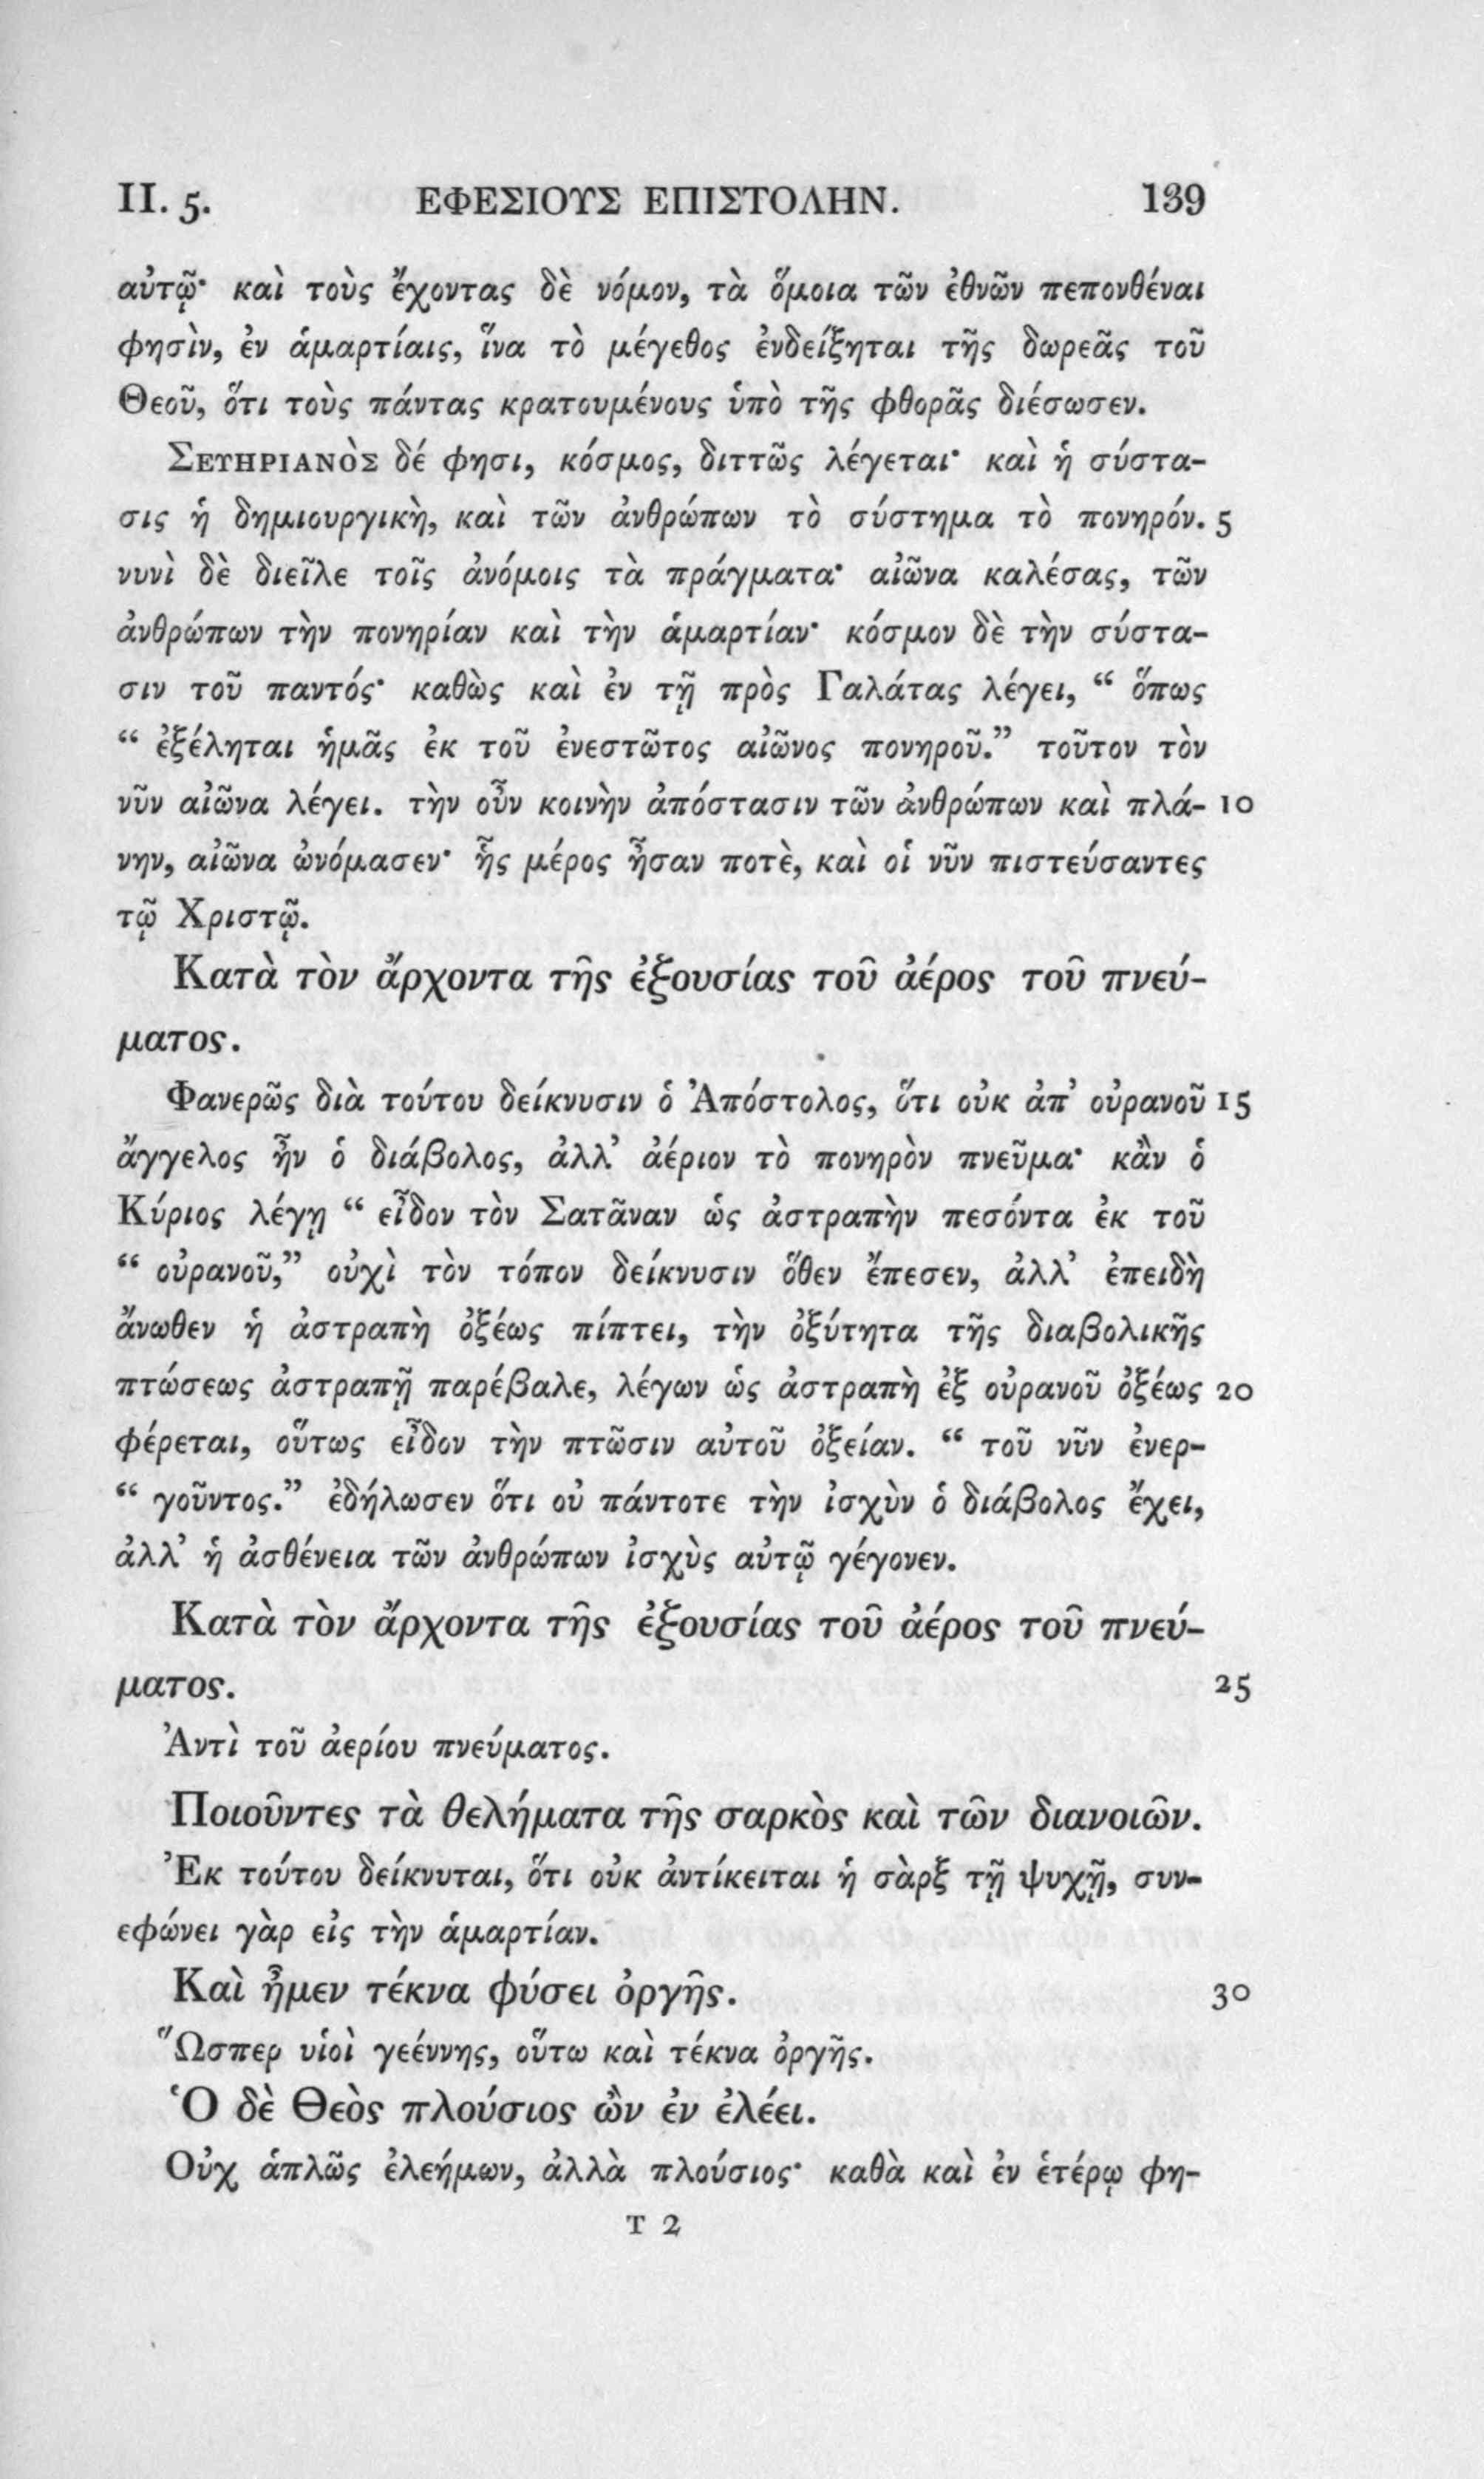 II. 5. ΕΦΕΣΙΟΥΣ ΕΠΙΣΤΟΛΗΝ. 139
αὐτῷ· καὶ τοὺς ἔχοντας δὲ νόμον, τὰ ὅμοια τῶν ἐθνῶν πεπονθέναι
φησὶν, ἐν ἁμαρτίαις, ἵνα τὸ μέγεθος ἐνδείξηται τῆς δωρεᾶς τοῦ
Θεοῦ, ὅτι τοὺς πάντας κρατουμένους ὑπὸ τῆς φθορᾶς διέσωσεν.
ΣΕΥΗΡΙΑΝὸΣ δέ φησι, κόσμος, διττῶς λέγεται· καὶ ἡ σύστα-
σις ἡ δημιουργικὴ, καὶ τῶν ἀνθρώπων τὸ σύστημα τὸ πονηρόν. 5
νυνὶ δὲ διεῖλε τοῖς ἀνόμοις τὰ πράγματα· αἰῶνα καλέσας, τῶν
ἀνθρώπων τὴν πονηρίαν καὶ τὴν ἁμαρτίαν· κόσμον δὲ τὴν σύστα-
σιν τοῦ παντός· καθὼς καὶ ἐν τῇ πρὸς Γαλάτας λέγει, “ ὅπως
“ ἐξέληται ἡμᾶς ἐκ τοῦ ἐνεστῶτος αἰῶνος πονηροῦ.” τοῦτον τὸν
νῦν αἰῶνα λέγει. τὴν οὖν κοινὴν ἀπόστασιν τῶν ἀνθρώπων καὶ πλά- 10
νην, αἰῶνα ὠνόμασεν· ἧς μέρος ἦσαν ποτὲ, καὶ οἱ νῦν πιστεύσαντες
τῷ Χριστῷ.
Κατὰ τὸν ἄρχοντα τῆς ἐξουσίας τοῦ ἀέρος τοῦ πνεύ-
ματος.
Φανερῶς διὰ τούτου δείκνυσιν ὁ Ἀπόστολος, ὅτι οὐκ ἀπ’ οὐρανοῦ 15
ἄγγελος ἦν ὁ διάβολος, ἀλλ’ ἀέριον τὸ πονηρὸν πνεῦμα· κἂν ὁ
Κύριος λέγῃ “ εἶδον τὸν Σατᾶναν ὡς ἀστραπὴν πεσόντα ἐκ τοῦ
“ οὐρανοῦ,” οὐχὶ τὸν τόπον δείκνυσιν ὅθεν ἔπεσεν, ἀλλ’ ἐπειδὴ
ἄνωθεν ἡ ἀστραπὴ ὀξέως πίπτει, τὴν ὀξύτητα τῆς διαβολικῆς
πτώσεως ἀστραπῇ παρέβαλε, λέγων ὡς ἀστραπὴ ἐξ οὐρανοῦ ὀξέως 20
φέρεται, οὕτως εἶδον τὴν πτῶσιν αὐτοῦ ὀξείαν. “ τοῦ νῦν ἐνερ-
“ γοῦντος.” ἐδήλωσεν ὅτι οὐ πάντοτε τὴν ἰσχὺν ὁ διάβολος ἔχει,
ἀλλ’ ἡ ἀσθένεια τῶν ἀνθρώπων ἰσχὺς αὐτῷ γέγονεν.
Κατὰ τὸν ἄρχοντα τῆς ἐξουσίας τοῦ ἀέρος τοῦ πνεύ-
ματος. 25
Ἀντὶ τοῦ ἀερίου πνεύματος.
Ποιοῦντες τὰ θελήματα τῆς σαρκὸς καὶ τῶν διανοιῶν.
Ἐκ τούτου δείκνυται, ὅτι οὐκ ἀντίκειται ἡ σὰρξ τῇ ψυχῇ, συν-
εφώνει γὰρ εἰς τὴν ἁμαρτίαν.
Καὶ ἦμεν τέκνα φύσει ὀργῆς. 30
Ὥσπερ υἱοὶ γεέννης, οὕτω καὶ τέκνα ὀργῆς.
Ὁ δὲ Θεὸς πλούσιος ὢν ἐν ἐλέει.
Οὐχ ἁπλῶς ἐλεήμων, ἀλλὰ πλούσιος· καθὰ καὶ ἐν ἑτέρῳ φη-
T 2